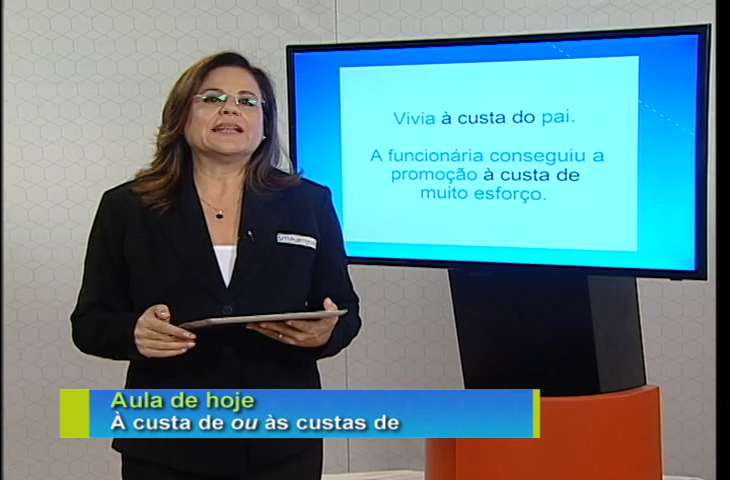 Vivia à custa do pai.
A funcionária conseguiu a
promoção à custa de
muito esforço.
Aula de hoje
À custa de ou às custas de